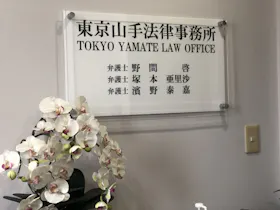 東京山手法律事務所
TOKYO YAMATE LAW OFFICE
弁護士 野間 啓
弁護士 塚本 亜里沙
弁護士 濱野 泰嘉